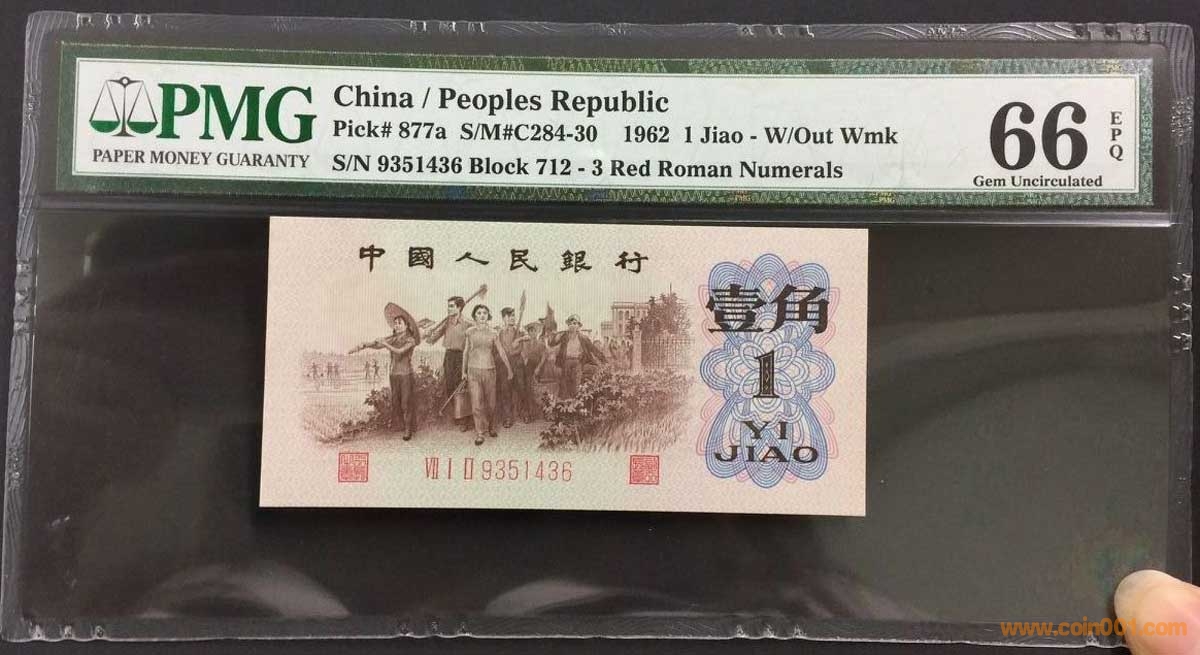 PMG
PAPER MONEY GUARANTY
China / Peoples Republic
Pick# 877a S/M#C284-30 1962 1 Jiao - W/Out Wmk
S/N 9351436 Block 712 - 3 Red Roman Numerals
66
EPQ
Gem Uncirculated
中國人民銀行
壹角
1
YI
JIAO
VII I II 9351436
www.coin001.com